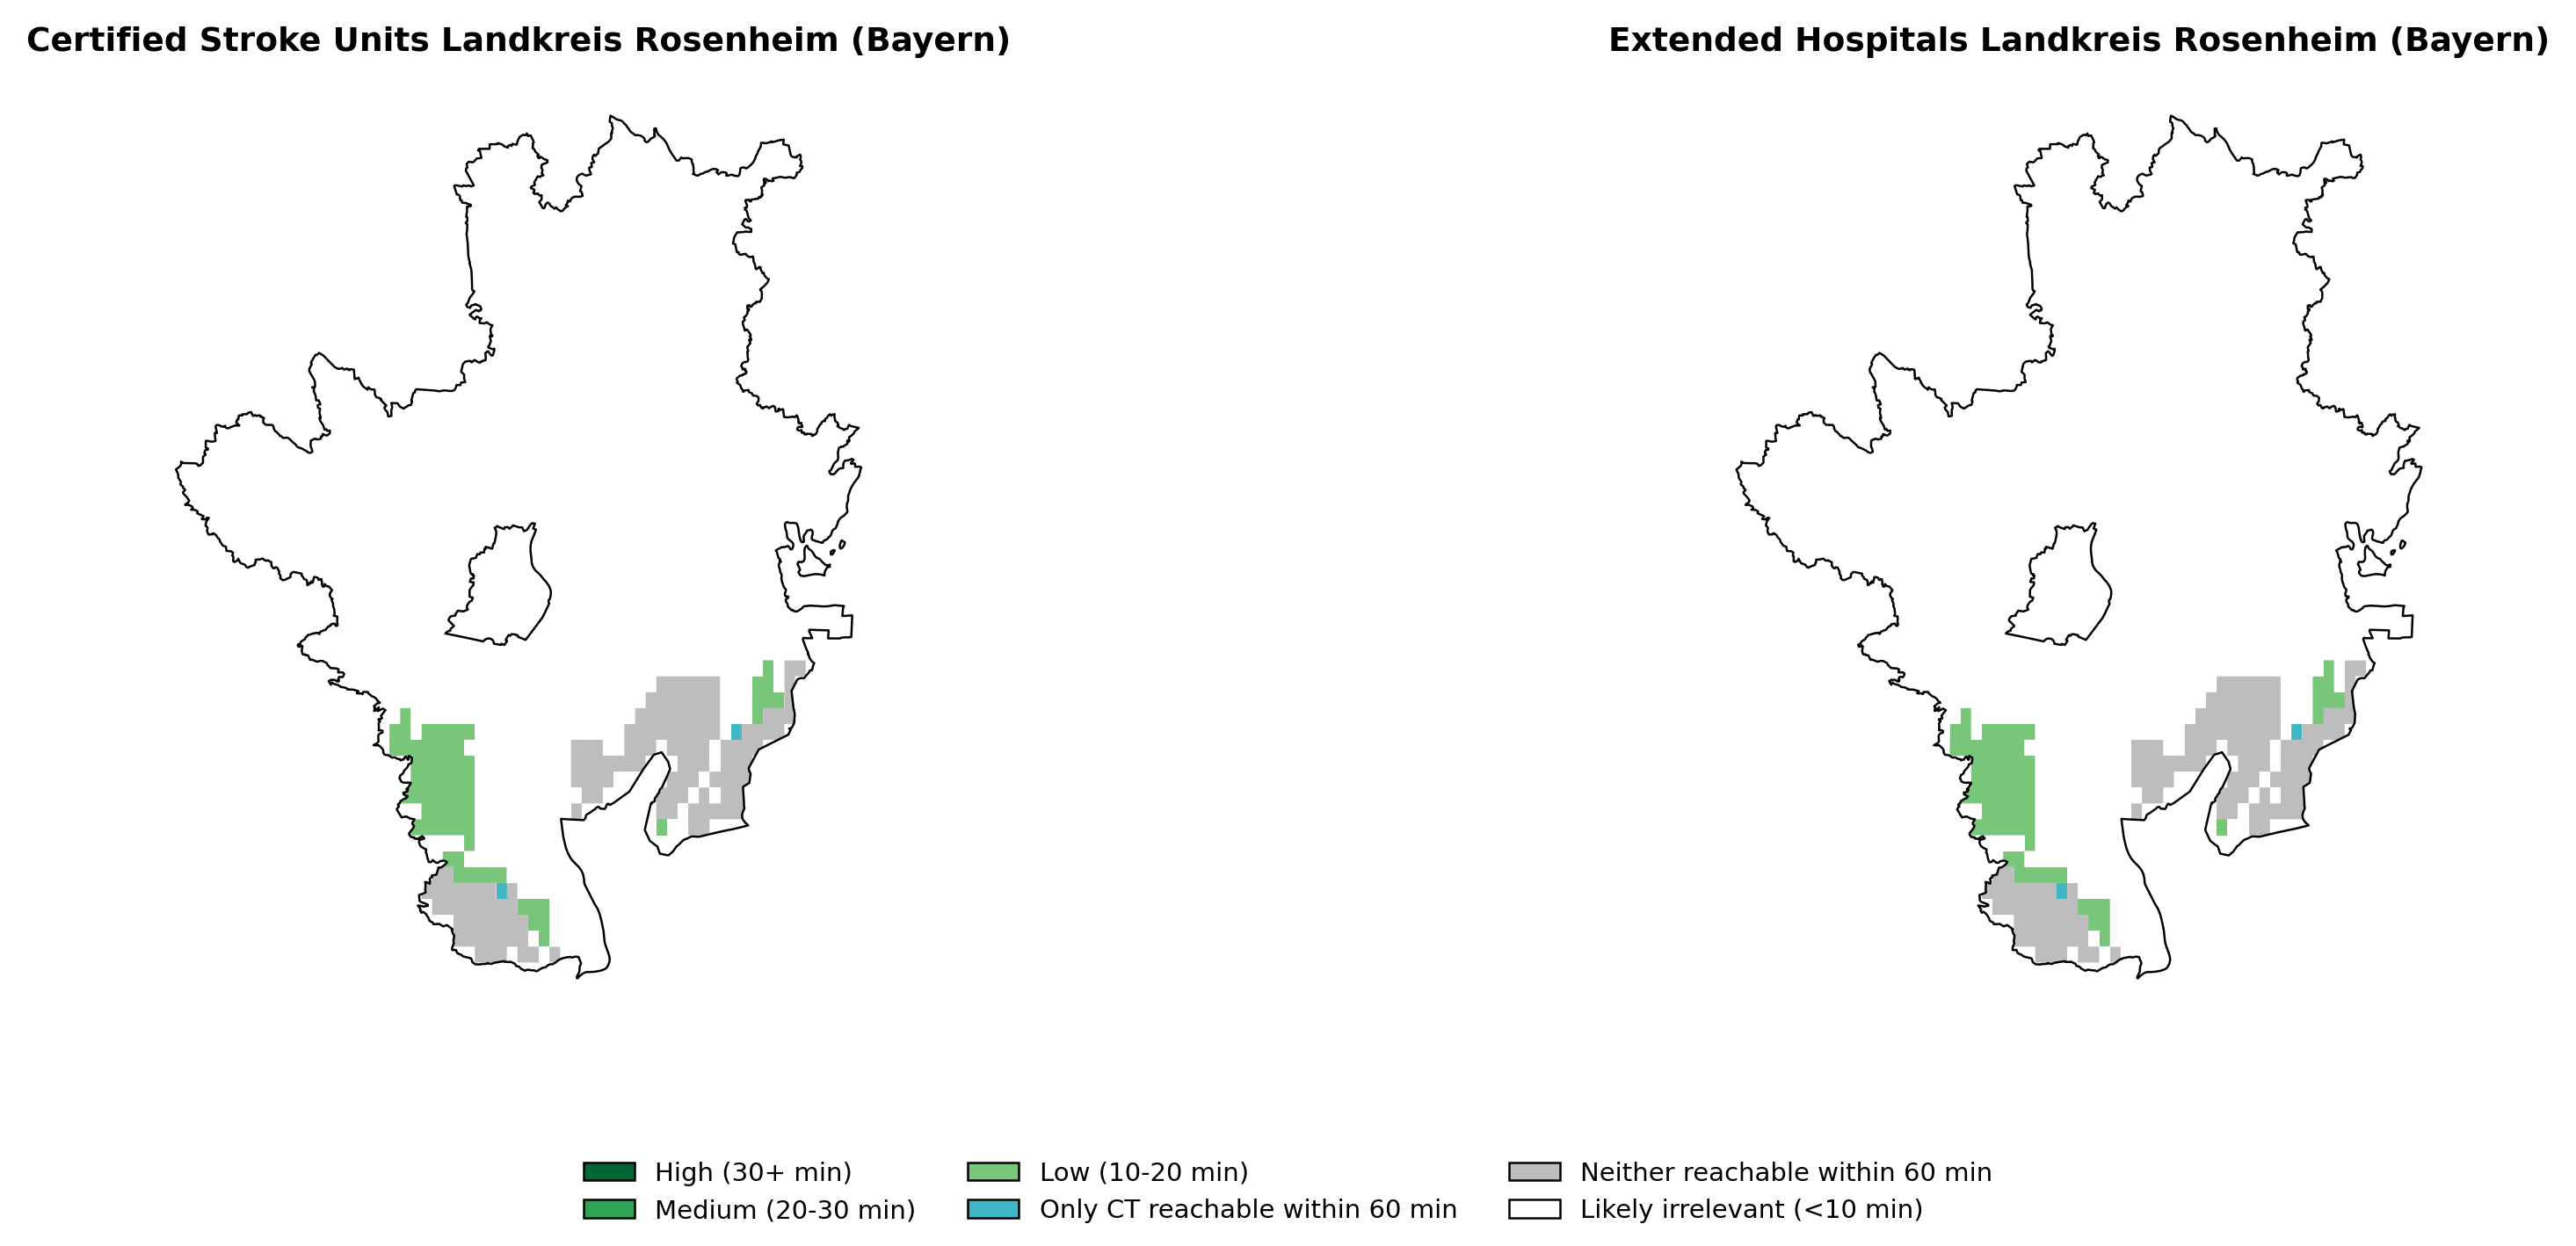 Certified Stroke Units Landkreis Rosenheim (Bayern)
Extended Hospitals Landkreis Rosenheim (Bayern)
High (30+ min)
Medium (20-30 min)
Low (10-20 min)
Only CT reachable within 60 min
Neither reachable within 60 min
Likely irrelevant (<10 min)